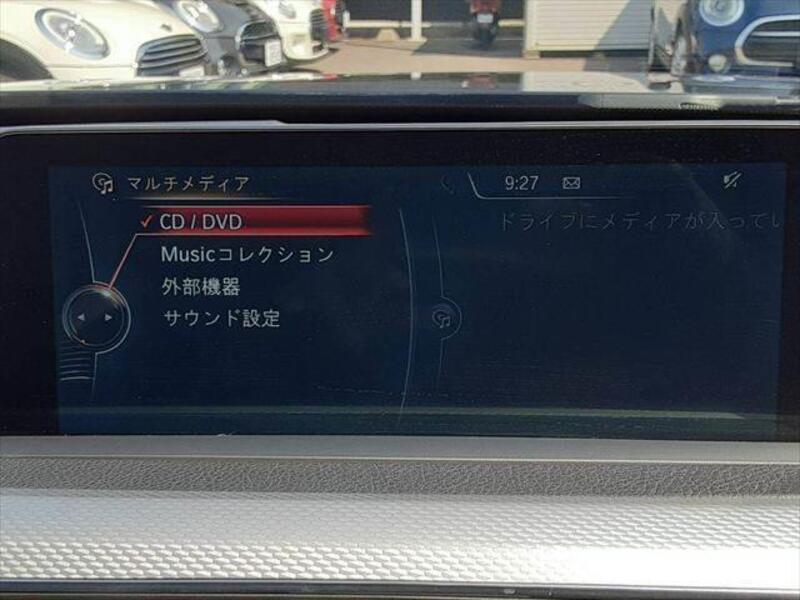 マルチメディア
9:27
CD / DVD
ドライブにメディアが入ってい
Musicコレクション
外部機器
サウンド設定